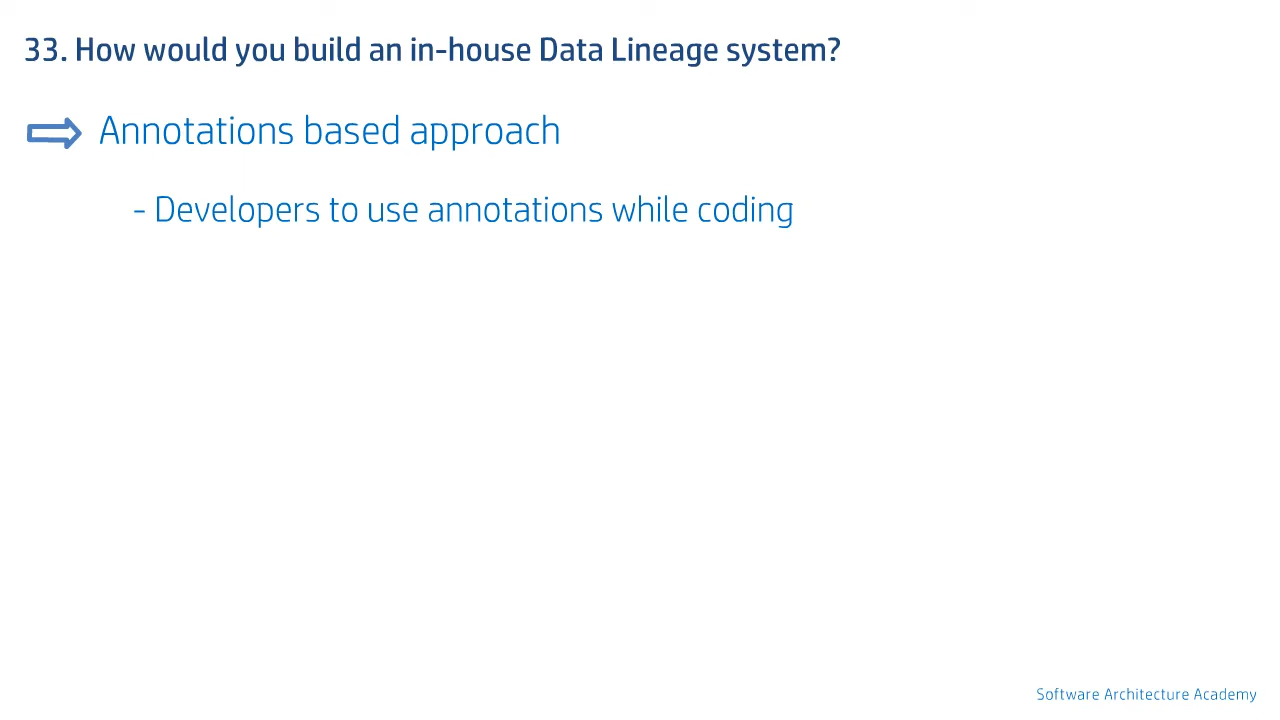 33. How would you build an in-house Data Lineage system?
Annotations based approach
- Developers to use annotations while coding
Software Architecture Academy